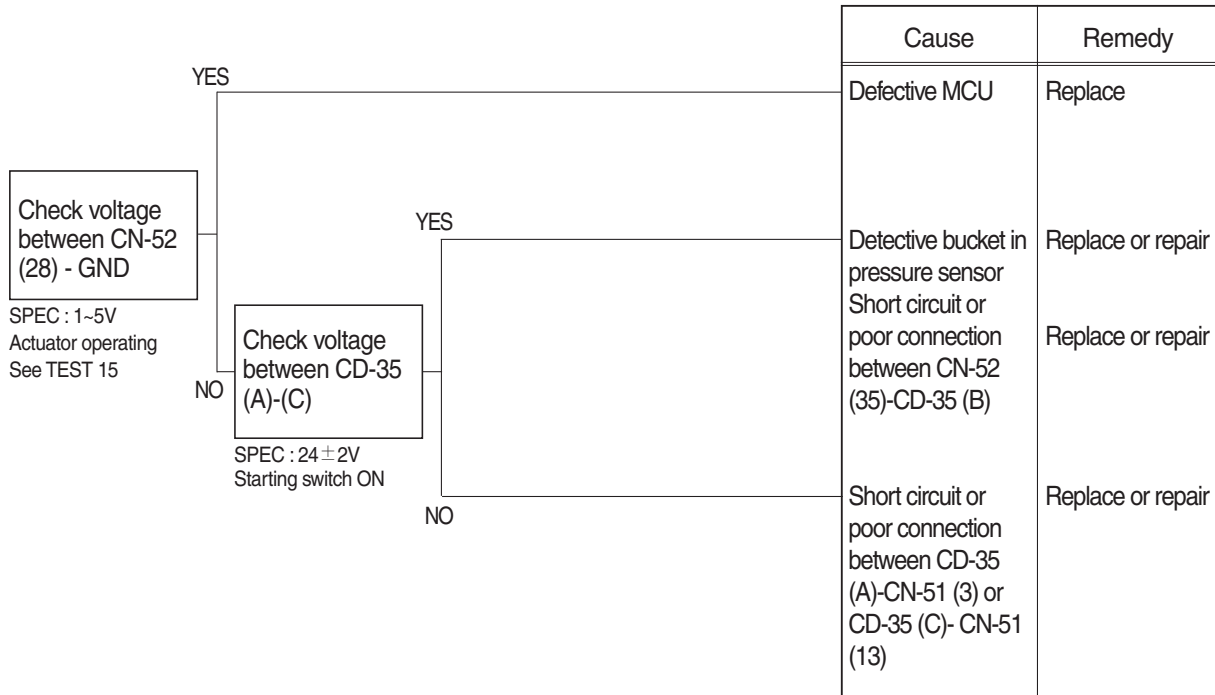 Cause
Remedy
YES
Defective MCU
Replace
Check voltage
between CN-52
(28) - GND
SPEC : 1~5V
Actuator operating
See TEST 15
NO
YES
Check voltage
between CD-35
(A)-(C)
SPEC : 24±2V
Starting switch ON
Detective bucket in
pressure sensor
Replace or repair
Short circuit or
poor connection
between CN-52
(35)-CD-35 (B)
Replace or repair
NO
Short circuit or
poor connection
between CD-35
(A)-CN-51 (3) or
CD-35 (C)- CN-51
(13)
Replace or repair